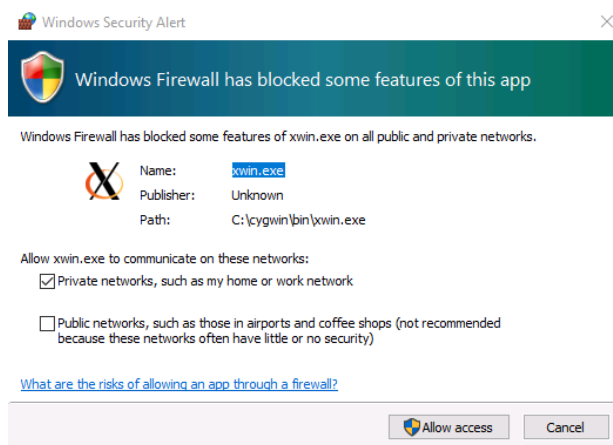 Windows Security Alert
Windows Firewall has blocked some features of this app
Windows Firewall has blocked some features of xwin.exe on all public and private networks.
Name: xwin.exe
Publisher: Unknown
Path: C:\cygwin\bin\xwin.exe
Allow xwin.exe to communicate on these networks:
Private networks, such as my home or work network
Public networks, such as those in airports and coffee shops (not recommended
because these networks often have little or no security)
What are the risks of allowing an app through a firewall?
Allow access Cancel